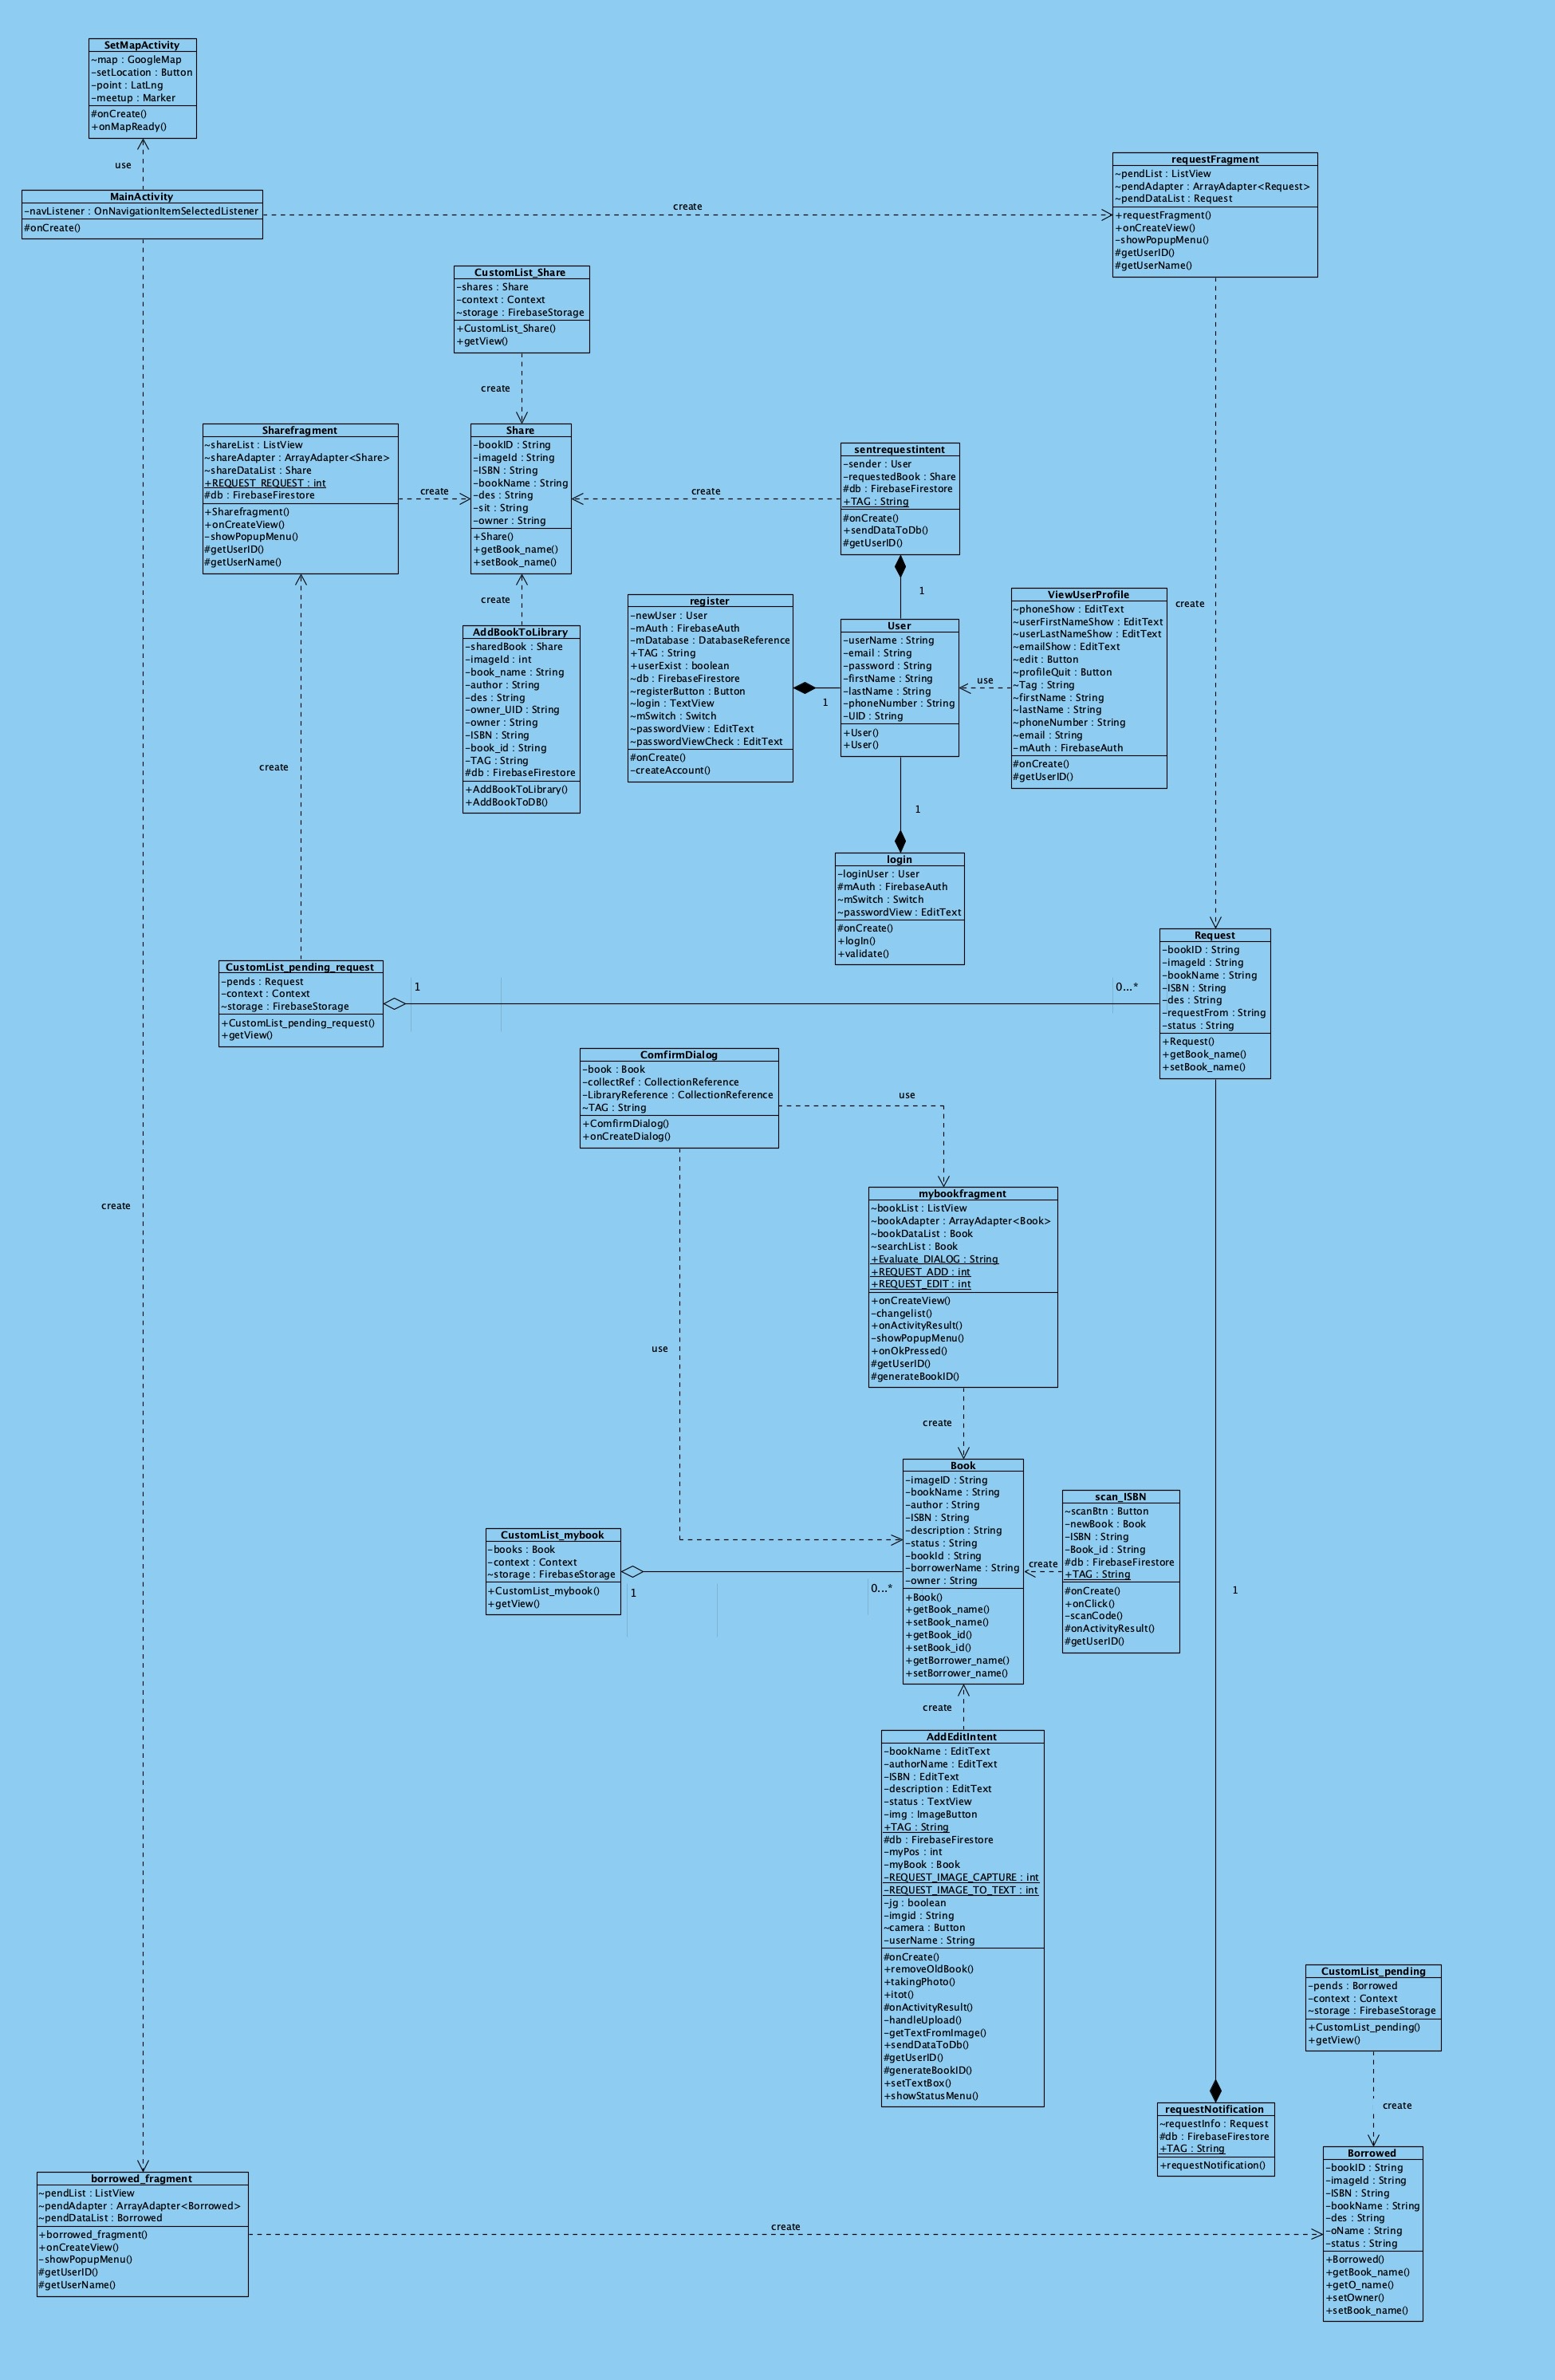 SetMapActivity
~map : GoogleMap
-setLocation : Button
-point : LatLng
-meetup : Marker
#onCreate()
+onMapReady()
use
MainActivity
-navListener : OnNavigationItemSelectedListener
#onCreate()
create
requestFragment
~pendList : ListView
~pendAdapter : ArrayAdapter<Request>
~pendDataList : Request
+requestFragment()
+onCreateView()
-showPopupMenu()
#getUserID()
#getUserName()
CustomList_Share
-shares : Share
-context : Context
~storage : FirebaseStorage
+CustomList_Share()
+getView()
create
Sharefragment
~shareList : ListView
~shareAdapter : ArrayAdapter<Share>
~shareDataList : Share
+REQUEST_REQUEST : int
#db : FirebaseFirestore
+Sharefragment()
+onCreateView()
-showPopupMenu()
#getUserID()
#getUserName()
create
Share
-bookID : String
-imageId : String
-ISBN : String
-bookName : String
-des : String
-sit : String
-owner : String
+Share()
+getBook_name()
+setBook_name()
create
sentrequestintent
-sender : User
-requestedBook : Share
#db : FirebaseFirestore
+TAG : String
#onCreate()
+sendDataToDb()
#getUserID()
1
create
AddBookToLibrary
-sharedBook : Share
-imageId : int
-book_name : String
-author : String
-des : String
-owner_UID : String
-owner : String
-ISBN : String
-book_id : String
-TAG : String
#db : FirebaseFirestore
+AddBookToLibrary()
+AddBookToDB()
register
-newUser : User
-mAuth : FirebaseAuth
-mDatabase : DatabaseReference
+TAG : String
+userExist : boolean
~db : FirebaseFirestore
~registerButton : Button
~login : TextView
~mSwitch : Switch
~passwordView : EditText
~passwordViewCheck : EditText
#onCreate()
-createAccount()
1
User
-userName : String
-email : String
-password : String
-firstName : String
-lastName : String
-phoneNumber : String
-UID : String
+User()
+User()
use
ViewUserProfile
~phoneShow : EditText
~userFirstNameShow : EditText
~userLastNameShow : EditText
~emailShow : EditText
~edit : Button
~profileQuit : Button
~Tag : String
~firstName : String
~lastName : String
~phoneNumber : String
~email : String
-mAuth : FirebaseAuth
#onCreate()
#getUserID()
create
create
1
login
-loginUser : User
#mAuth : FirebaseAuth
~mSwitch : Switch
~passwordView : EditText
#onCreate()
+logIn()
+validate()
CustomList_pending_request
-pends : Request
-context : Context
~storage : FirebaseStorage
+CustomList_pending_request()
+getView()
1
0...*
Request
-bookID : String
-imageId : String
-bookName : String
-ISBN : String
-des : String
-requestFrom : String
-status : String
+Request()
+getBook_name()
+setBook_name()
ComfirmDialog
-book : Book
-collectRef : CollectionReference
-LibraryReference : CollectionReference
~TAG : String
+ComfirmDialog()
+onCreateDialog()
use
create
mybookfragment
~bookList : ListView
~bookAdapter : ArrayAdapter<Book>
~bookDataList : Book
~searchList : Book
+Evaluate_DIALOG : String
+REQUEST_ADD : int
+REQUEST_EDIT : int
+onCreateView()
-changelist()
+onActivityResult()
-showPopupMenu()
+onOkPressed()
#getUserID()
#generateBookID()
use
create
Book
-imageID : String
-bookName : String
-author : String
-ISBN : String
-description : String
-status : String
-bookId : String
-borrowerName : String
-owner : String
+Book()
+getBook_name()
+setBook_name()
+getBook_id()
+setBook_id()
+getBorrower_name()
+setBorrower_name()
create
scan_ISBN
~scanBtn : Button
-newBook : Book
-ISBN : String
-Book_id : String
#db : FirebaseFirestore
+TAG : String
#onCreate()
+onClick()
-scanCode()
#onActivityResult()
#getUserID()
CustomList_mybook
-books : Book
-context : Context
~storage : FirebaseStorage
+CustomList_mybook()
+getView()
1
0...*
1
create
AddEditIntent
-bookName : EditText
-authorName : EditText
-ISBN : EditText
-description : EditText
-status : TextView
-img : ImageButton
+TAG : String
#db : FirebaseFirestore
-myPos : int
-myBook : Book
-REQUEST_IMAGE_CAPTURE : int
-REQUEST_IMAGE_TO_TEXT : int
-jg : boolean
-imgid : String
~camera : Button
-userName : String
#onCreate()
+removeOldBook()
+takingPhoto()
+itot()
#onActivityResult()
-handleUpload()
-getTextFromImage()
+sendDataToDb()
#getUserID()
#generateBookID()
+setTextBox()
+showStatusMenu()
CustomList_pending
-pends : Borrowed
-context : Context
~storage : FirebaseStorage
+CustomList_pending()
+getView()
create
requestNotification
~requestInfo : Request
#db : FirebaseFirestore
+TAG : String
+requestNotification()
Borrowed
-bookID : String
-imageId : String
-ISBN : String
-bookName : String
-des : String
-oName : String
-status : String
+Borrowed()
+getBook_name()
+getO_name()
+setOwner()
+setBook_name()
borrowed_fragment
~pendList : ListView
~pendAdapter : ArrayAdapter<Borrowed>
~pendDataList : Borrowed
+borrowed_fragment()
+onCreateView()
-showPopupMenu()
#getUserID()
#getUserName()
create